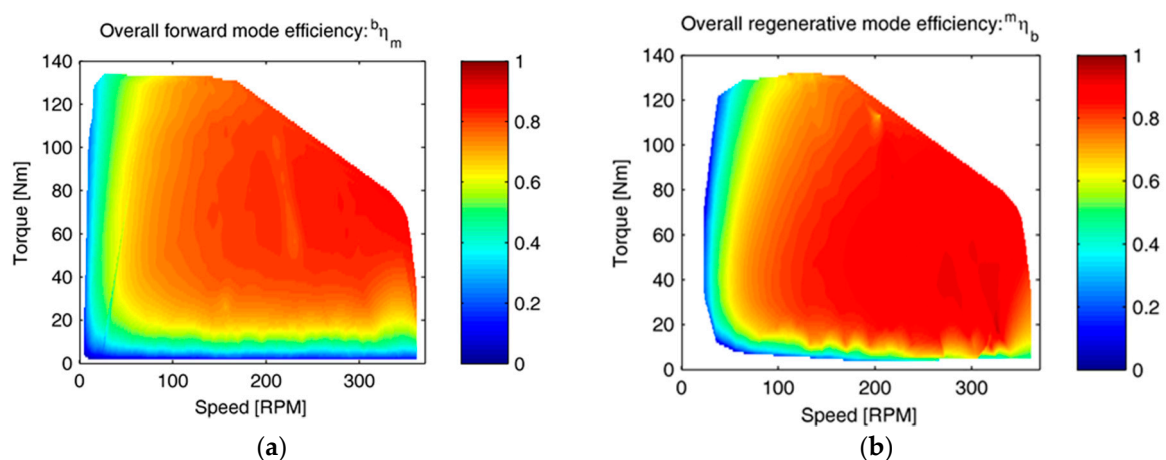 Overall forward mode efficiency: ᵇηₘ
140
120
100
80
60
40
20
0
Torque [Nm]
0 100 200 300
Speed [RPM]
1
0.8
0.6
0.4
0.2
0
(a)
Overall regenerative mode efficiency:ᵐη_b
140
120
100
80
60
40
20
0
Torque [Nm]
0 100 200 300
Speed [RPM]
1
0.8
0.6
0.4
0.2
0
(b)